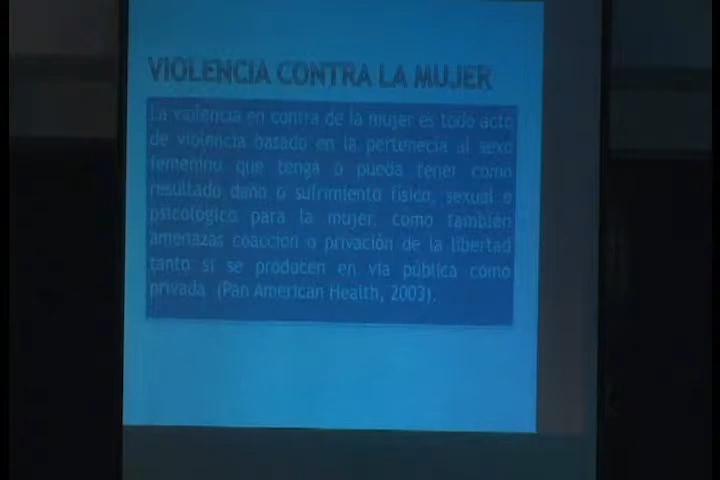 VIOLENCIA CONTRA LA MUJER
La violencia en contra de la mujer es todo acto
de violencia basado en la pertenecia al sexo
femenino que tenga o pueda tener como
resultado daño o sufrimiento físico, sexual o
psicológico para la mujer, como también
amenazas coacción o privación de la libertad
tanto si se producen en vía pública como
privada (Pan American Health, 2003).